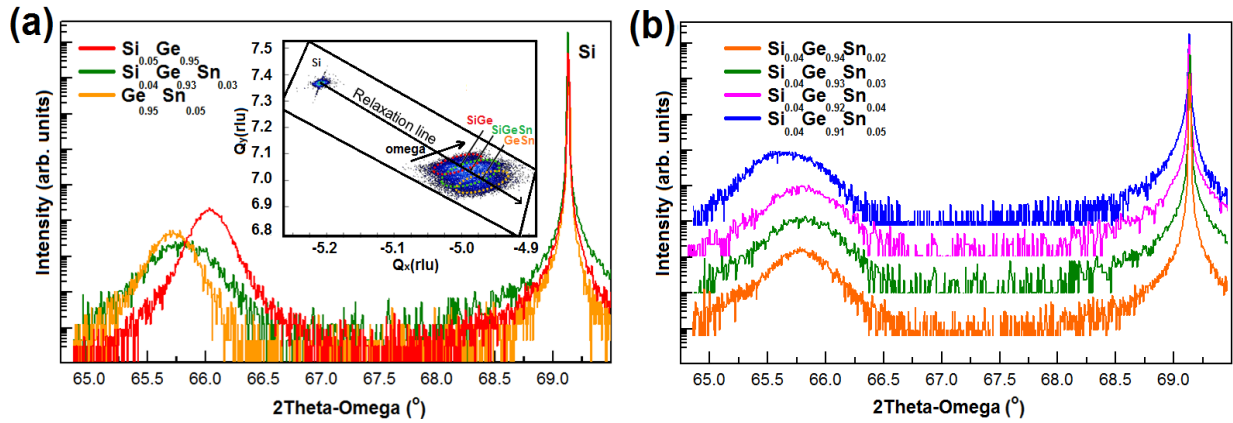 (a)
Intensity (arb. units)
Si0.05Ge0.95
Si0.04Ge0.93Sn0.03
Ge0.95Sn0.05
Si
65.0 65.5 66.0 66.5 67.0 67.5 68.0 68.5 69.0
2Theta-Omega (o)
Qy(rlu)
7.5
7.4
7.3
7.2
7.1
7.0
6.9
6.8
Si
Relaxation line
omega
SiGe
SiGeSn
GeSn
-5.2 -5.1 -5.0 -4.9
Qx(rlu)
(b)
Intensity (arb. units)
Si0.04Ge0.94Sn0.02
Si0.04Ge0.93Sn0.03
Si0.04Ge0.92Sn0.04
Si0.04Ge0.91Sn0.05
65.0 65.5 66.0 66.5 67.0 67.5 68.0 68.5 69.0
2Theta-Omega (o)